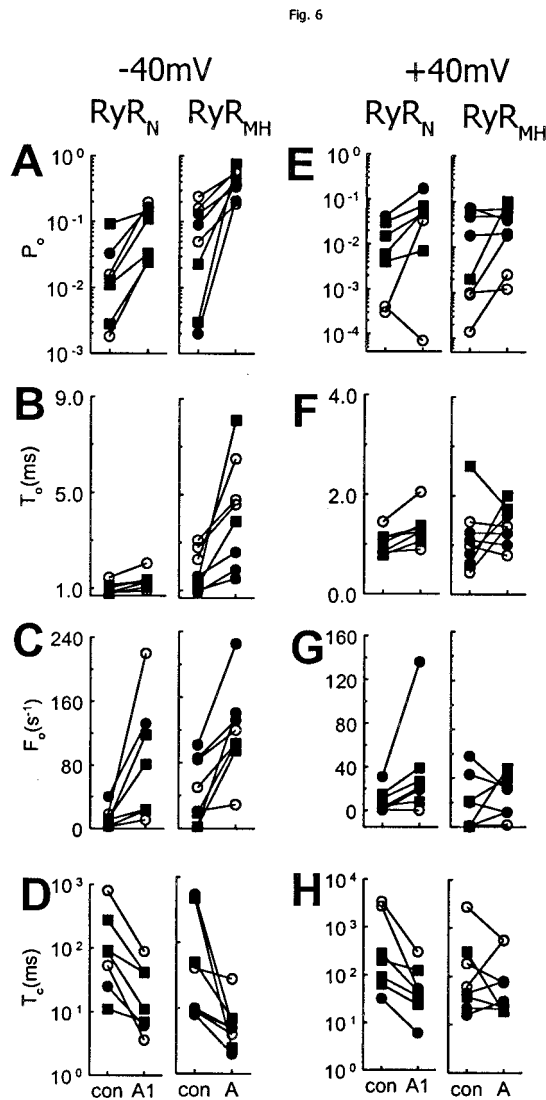 Fig. 6
-40mV
+40mV
RyR_N
RyR_MH
RyR_N
RyR_MH
A
P_o
10^0
10^-1
10^-2
10^-3
E
10^0
10^-1
10^-2
10^-3
10^-4
B
T_o(ms)
9.0
5.0
1.0
F
4.0
2.0
0.0
C
F_o(s^-1)
240
160
80
0
G
160
120
80
40
0
D
T_c(ms)
10^3
10^2
10^1
10^0
H
10^4
10^3
10^2
10^1
10^0
con A1
con A
con A1
con A